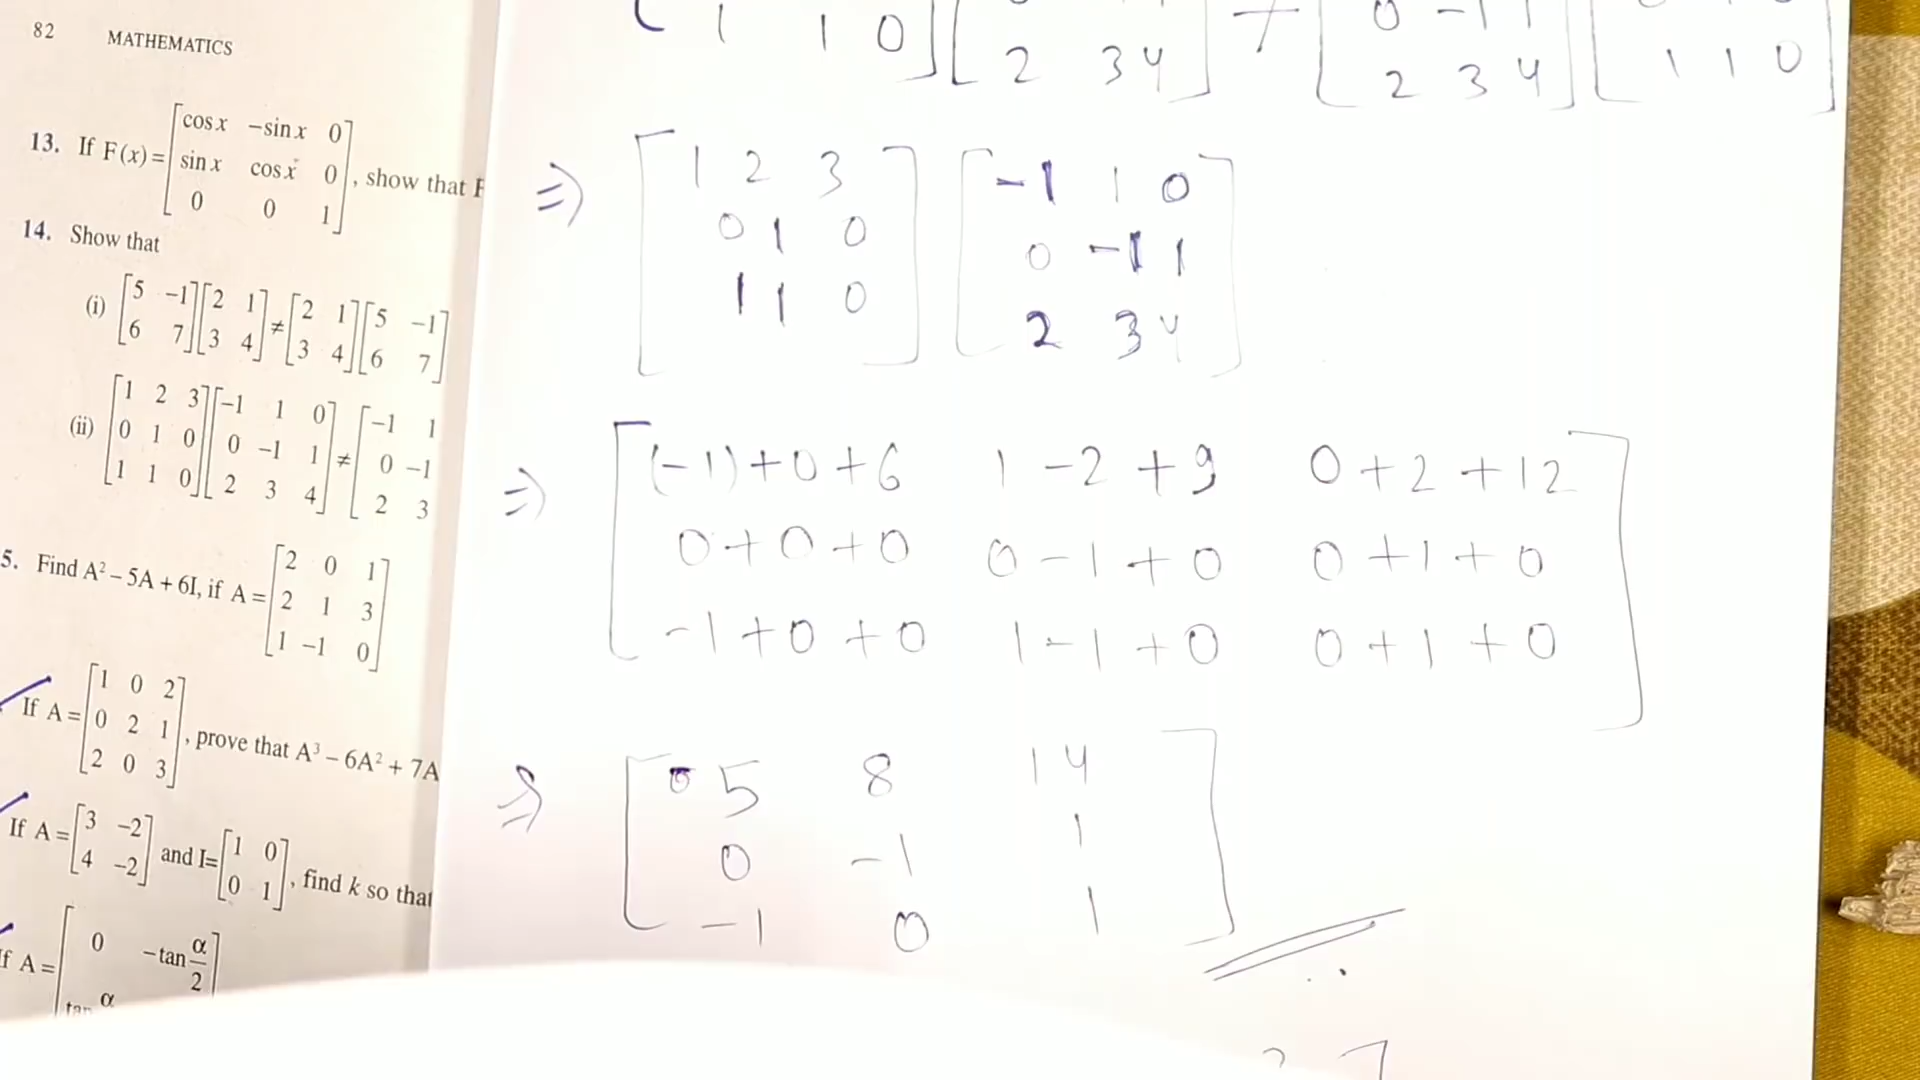 82 MATHEMATICS
13. If F(x) = [cos x −sin x 0
sin x cos x 0
0 0 1], show that F
14. Show that
(i) [5 −1
6 7] [2 1
3 4] ≠ [2 1
3 4] [5 −1
6 7]
(ii) [1 2 3
0 1 0
1 1 0] [−1 1 0
0 −1 1
2 3 4] ≠ [−1 1
0 −1
2 3
5. Find A² − 5A + 6I, if A = [2 0 1
2 1 3
1 −1 0]
If A = [1 0 2
0 2 1
2 0 3], prove that A³ − 6A² + 7A
If A = [3 −2
4 −2] and I= [1 0
0 1], find k so that
If A = [0 −tan α/2
tan α
1 1 0] [2 3 4] ≠ [0 −1 1
2 3 4] [1 1 0]
⇒ [1 2 3
0 1 0
1 1 0] [-1 1 0
0 -1 1
2 3 4]
⇒ [(-1)+0+6 1-2+9 0+2+12
0+0+0 0-1+0 0+1+0
-1+0+0 1-1+0 0+1+0]
⇒ [5 8 14
0 -1 1
-1 0 1]